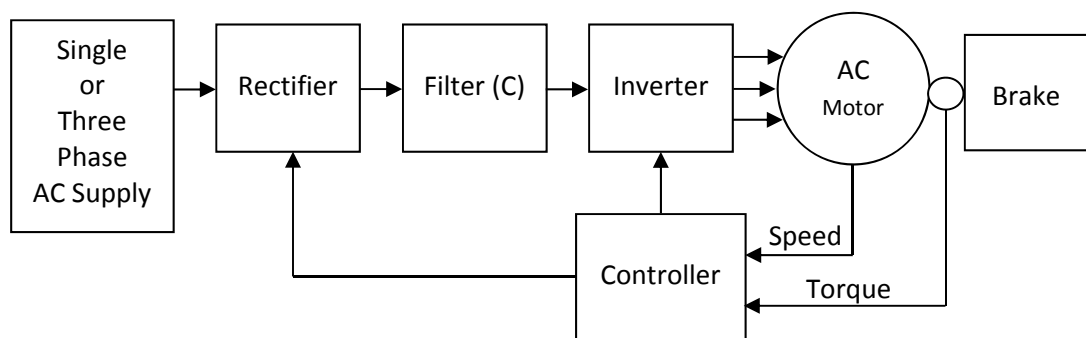 Single
or
Three
Phase
AC Supply
Rectifier
Filter (C)
Inverter
AC
Motor
Brake
Controller
Speed
Torque